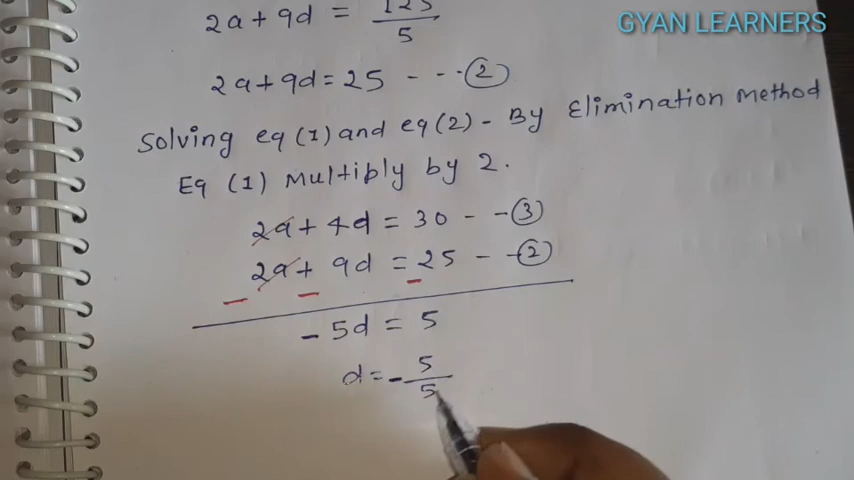 GYAN LEARNERS
2a + 9d = 125/5
2a + 9d = 25 - - - ②
Solving eq (1) and eq (2) - By Elimination Method
Eq (1) Multiply by 2.
2a + 4d = 30 - - ③
2a + 9d = 25 - - ②
- - -
- 5d = 5
d = - 5/5